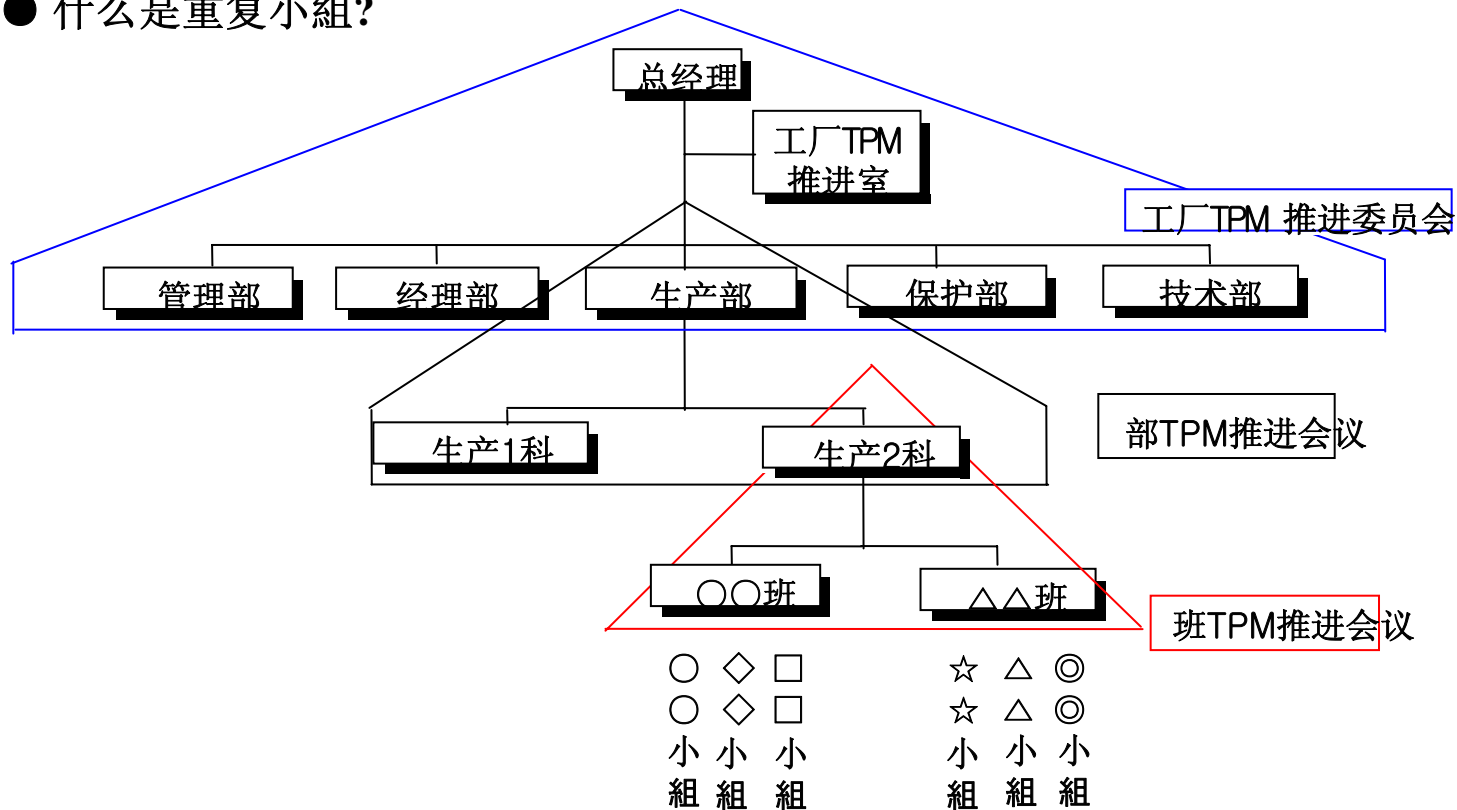 ● 什么是重复小組?
总经理
工厂TPM
推进室
工厂TPM 推进委员会
管理部
经理部
生产部
保护部
技术部
生产1科
生产2科
部TPM推进会议
○○班
△△班
班TPM推进会议
○○小組
◇◇小組
□□小組
☆☆小組
△△小組
◎◎小組